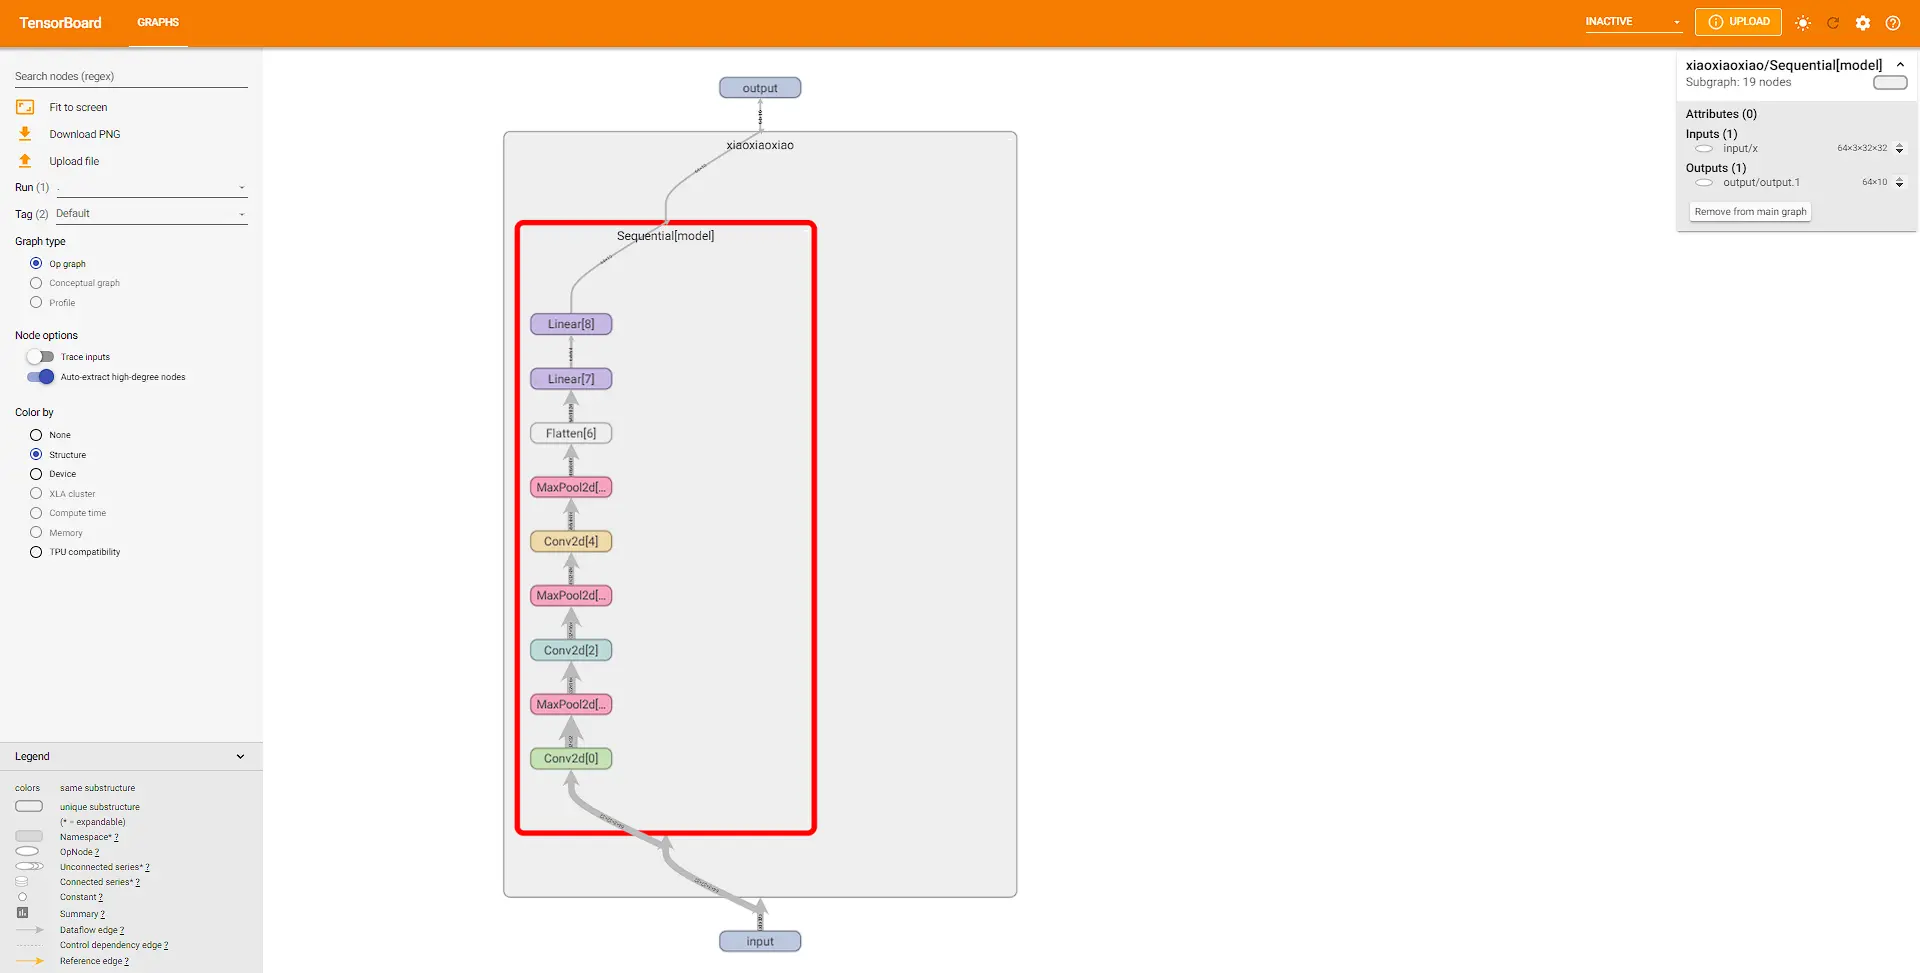 TensorBoard
GRAPHS
INACTIVE
UPLOAD
Search nodes (regex)
Fit to screen
Download PNG
Upload file
Run (1) .
Tag (2) Default
Graph type
Op graph
Conceptual graph
Profile
Node options
Trace inputs
Auto-extract high-degree nodes
Color by
None
Structure
Device
XLA cluster
Compute time
Memory
TPU compatibility
Legend
colors same substructure
unique substructure
(* = expandable)
Namespace* ?
OpNode ?
Unconnected series* ?
Connected series* ?
Constant ?
Summary ?
Dataflow edge ?
Control dependency edge ?
Reference edge ?
output
xiaoxiaoxiao
Sequential[model]
Linear[8]
Linear[7]
Flatten[6]
MaxPool2d[...
Conv2d[4]
MaxPool2d[...
Conv2d[2]
MaxPool2d[...
Conv2d[0]
input
xiaoxiaoxiao/Sequential[model]
Subgraph: 19 nodes
Attributes (0)
Inputs (1)
input/x 64×3×32×32
Outputs (1)
output/output.1 64×10
Remove from main graph